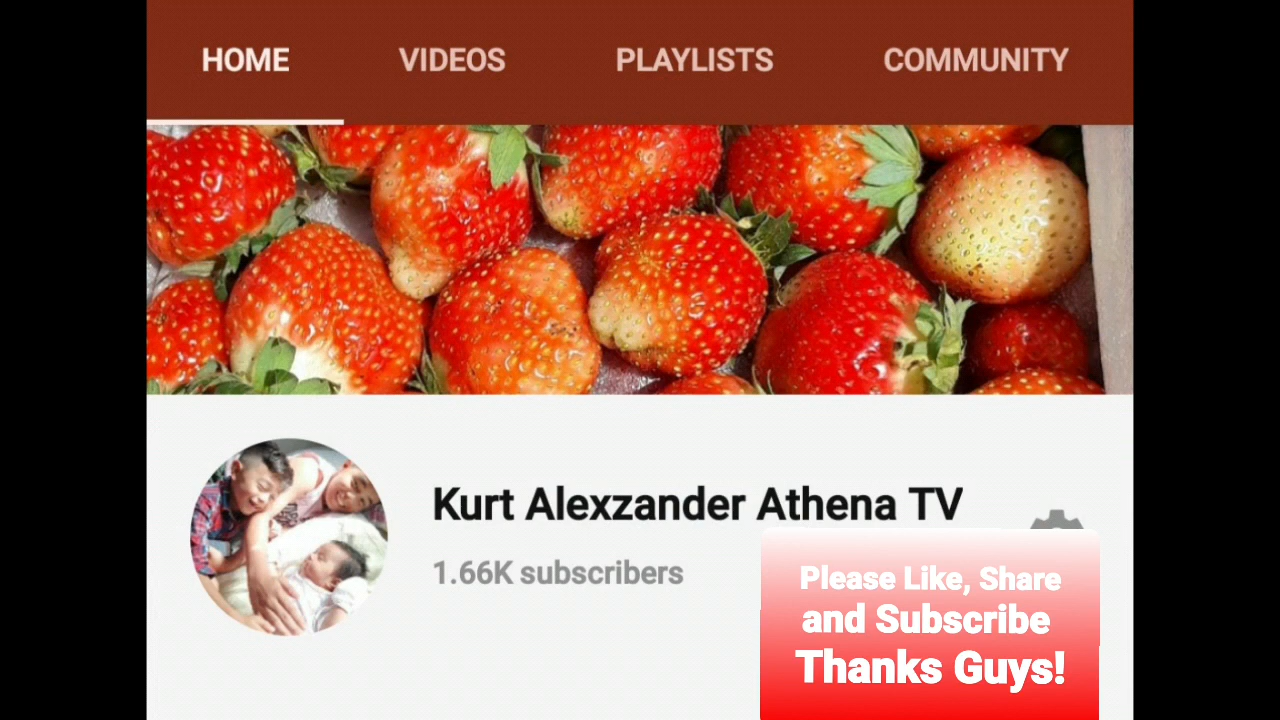 HOME VIDEOS PLAYLISTS COMMUNITY
Kurt Alexzander Athena TV
1.66K subscribers
Please Like, Share
and Subscribe
Thanks Guys!